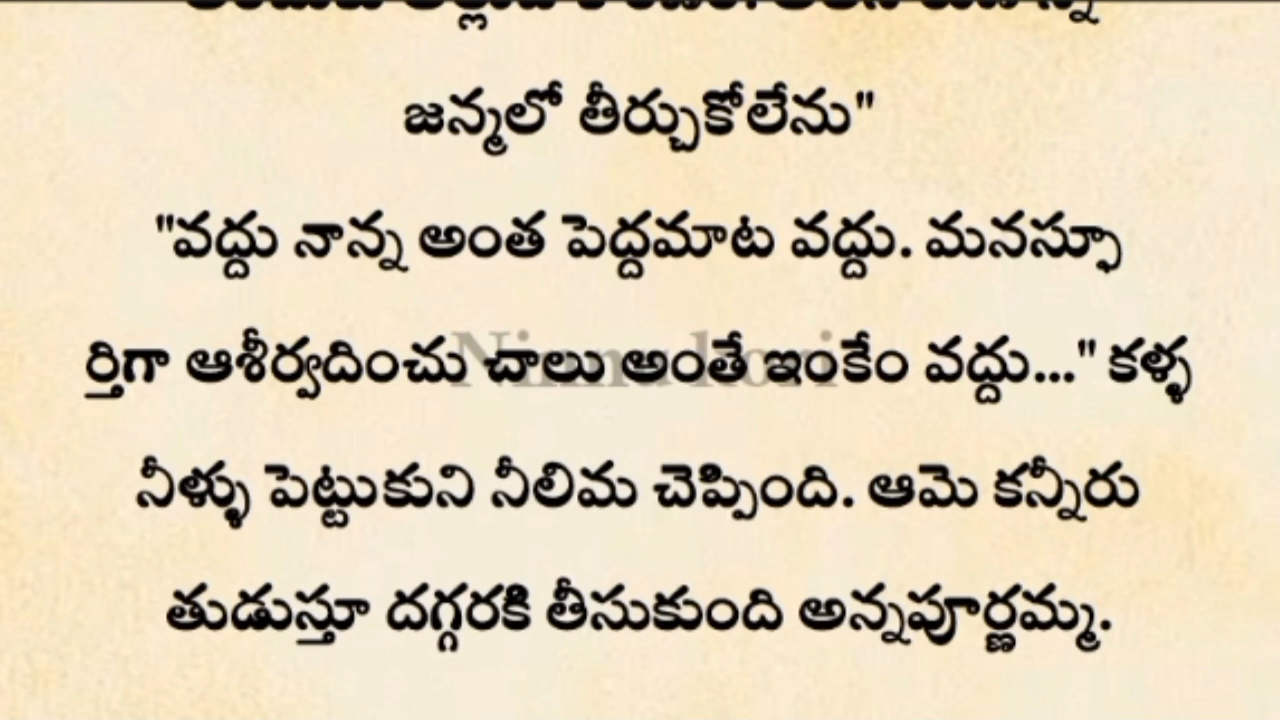 జన్మలో తీర్చుకోలేను"
"వద్దు నాన్న అంత పెద్దమాట వద్దు. మనస్ఫూ
ర్తిగా ఆశీర్వదించు చాలు అంతే ఇంకేం వద్దు..." కళ్ళ
నీళ్ళు పెట్టుకుని నీలిమ చెప్పింది. ఆమె కన్నీరు
తుడుస్తూ దగ్గరకి తీసుకుంది అన్నపూర్ణమ్మ.